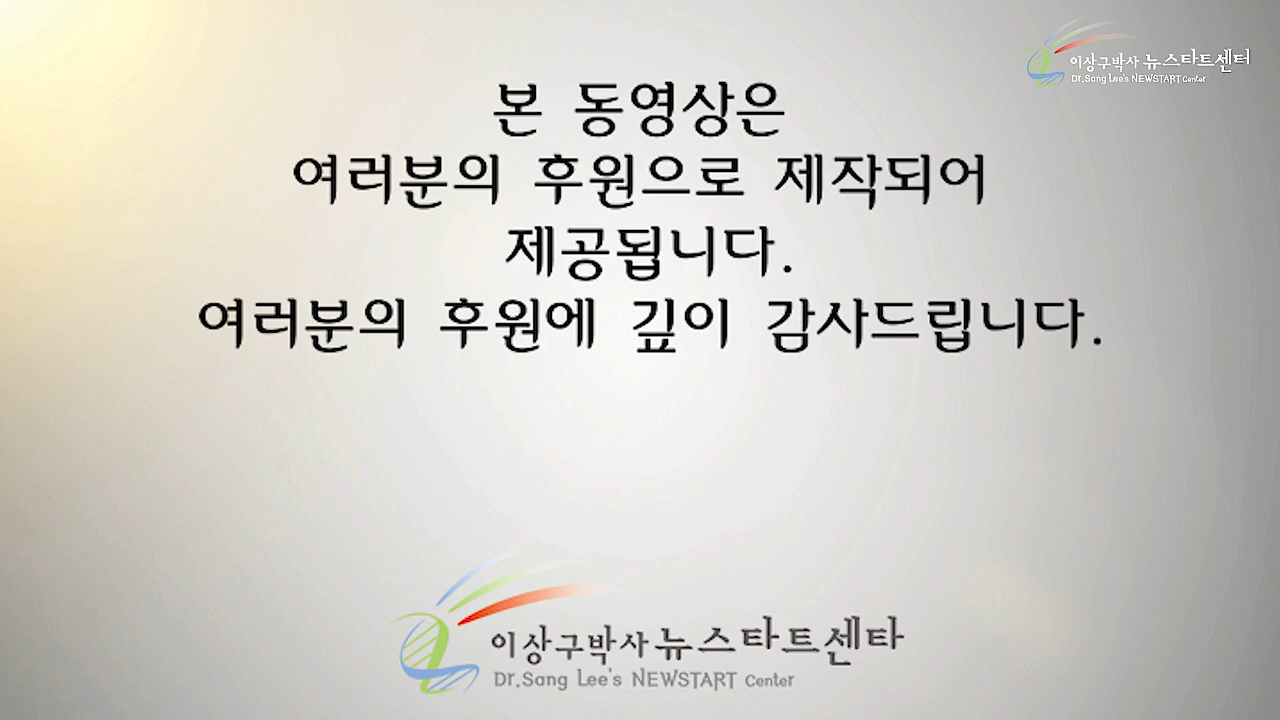 이상구박사 뉴스타트센터
Dr.Sang Lee's NEWSTART Center
본 동영상은
여러분의 후원으로 제작되어
제공됩니다.
여러분의 후원에 깊이 감사드립니다.
이상구박사 뉴스타트센타
Dr.Sang Lee's NEWSTART Center